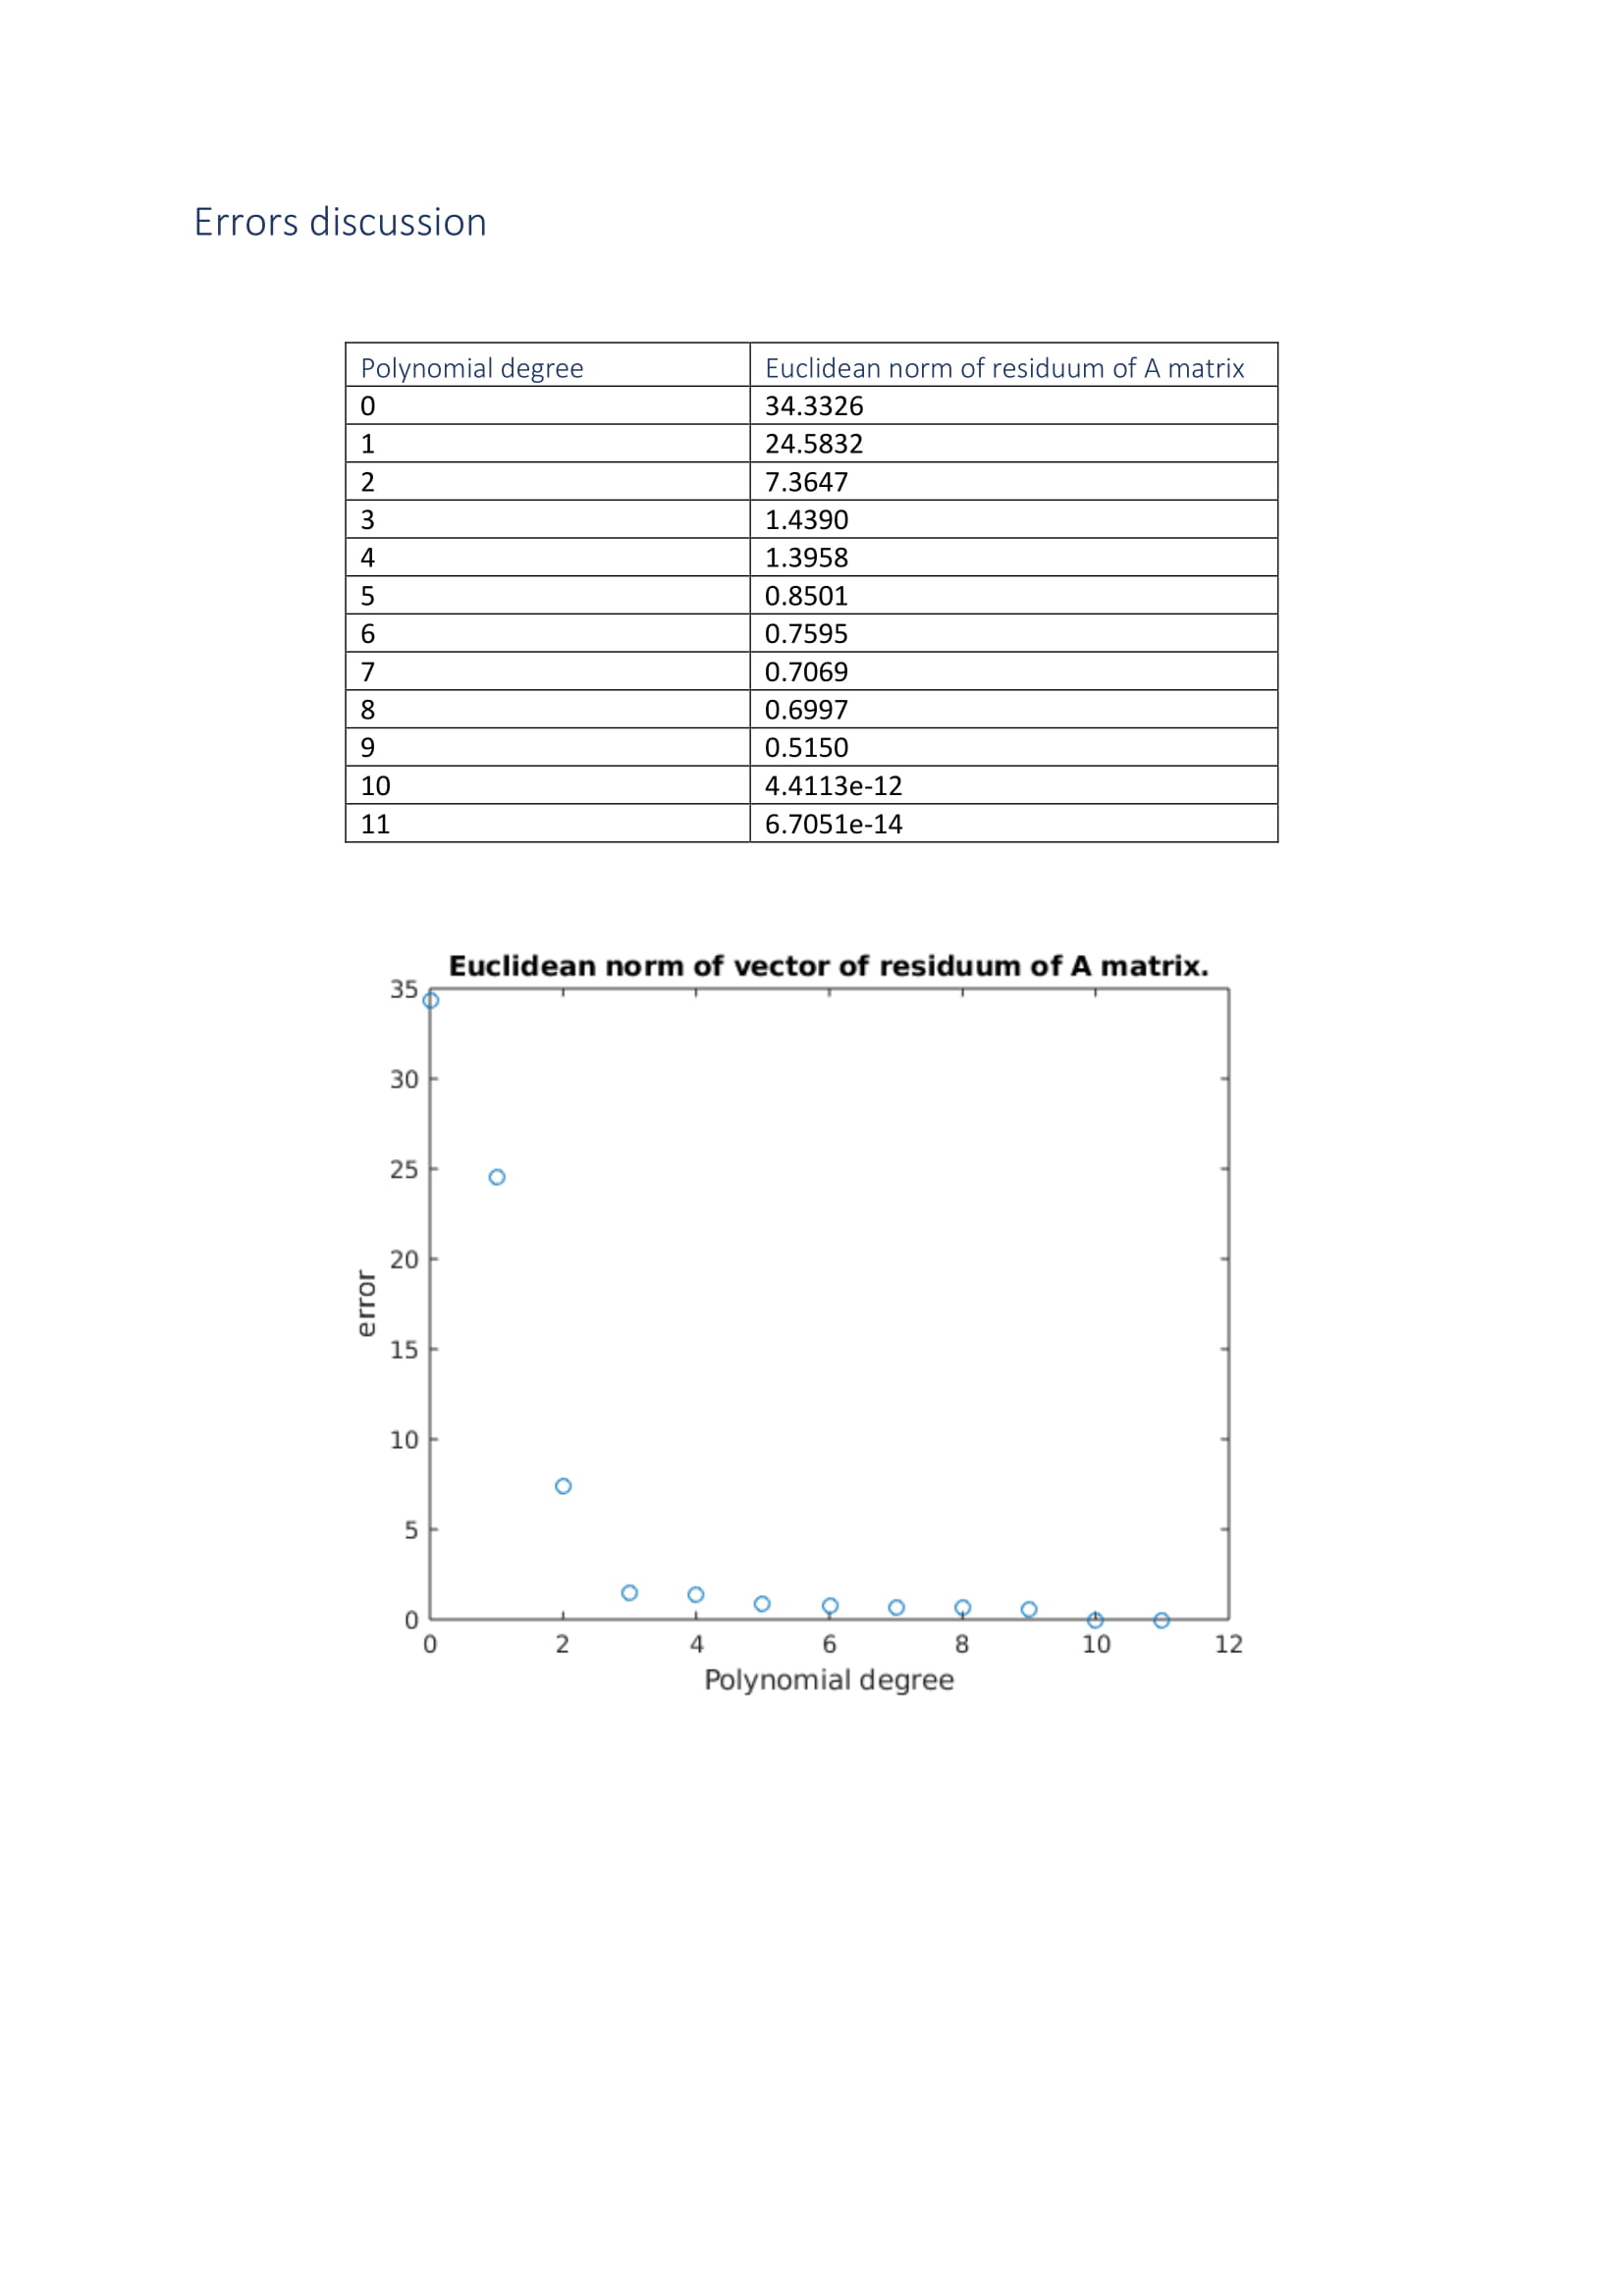 Errors discussion
Polynomial degree Euclidean norm of residuum of A matrix
0 34.3326
1 24.5832
2 7.3647
3 1.4390
4 1.3958
5 0.8501
6 0.7595
7 0.7069
8 0.6997
9 0.5150
10 4.4113e-12
11 6.7051e-14
Euclidean norm of vector of residuum of A matrix.
35
30
25
20
15
10
5
0
error
0 2 4 6 8 10 12
Polynomial degree